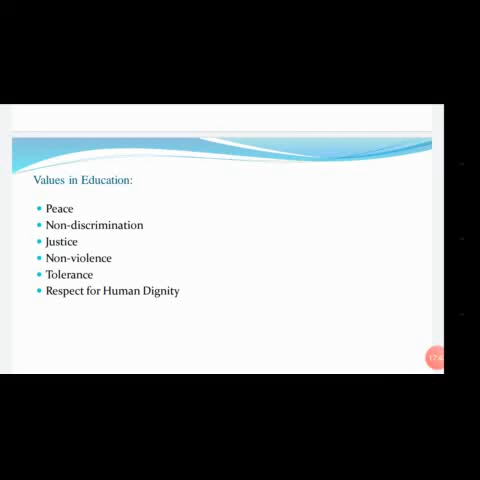 Values in Education:
Peace
Non-discrimination
Justice
Non-violence
Tolerance
Respect for Human Dignity